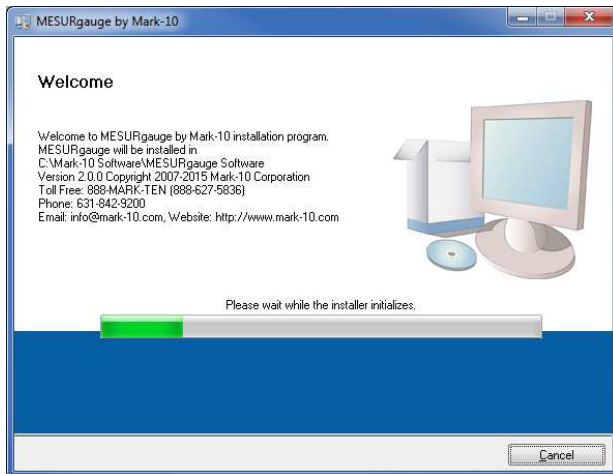 MESURgauge by Mark-10
Welcome
Welcome to MESURgauge by Mark-10 installation program.
MESURgauge will be installed in
C:\Mark-10 Software\MESURgauge Software
Version 2.0.0 Copyright 2007-2015 Mark-10 Corporation
Toll Free: 888-MARK-TEN (888-627-5836)
Phone: 631-842-9200
Email: info@mark-10.com, Website: http://www.mark-10.com
Please wait while the installer initializes.
Cancel